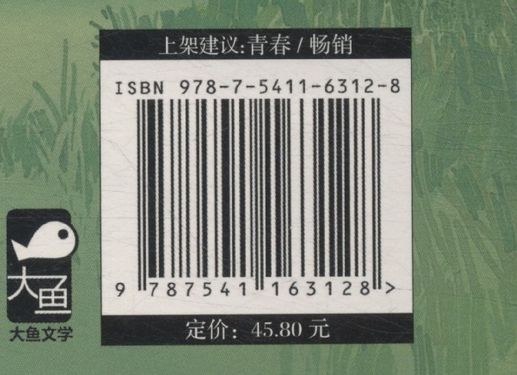 上架建议:青春 / 畅销
ISBN 978-7-5411-6312-8
9 787541 163128 >
定价: 45.80 元
大鱼
大鱼文学